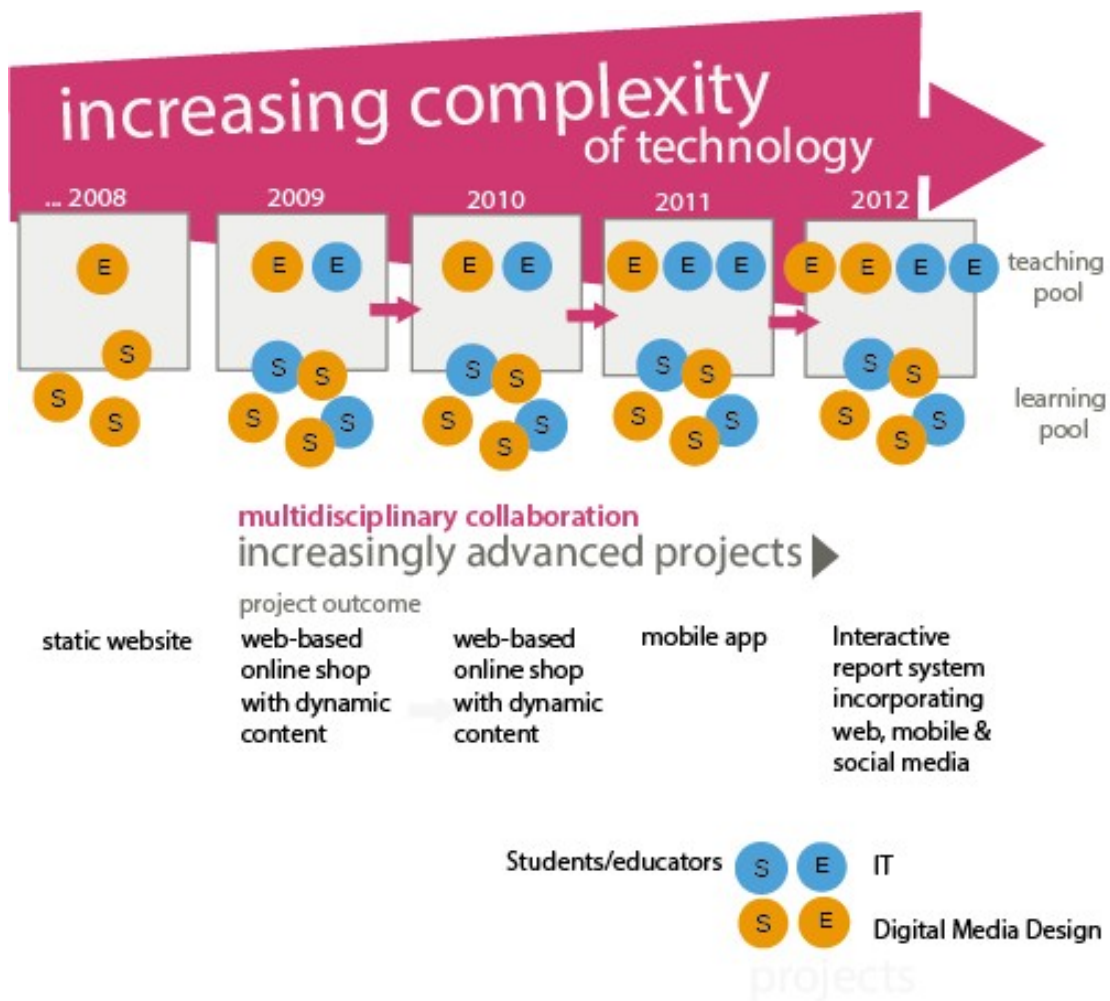 increasing complexity
of technology
... 2008
2009
2010
2011
2012
E
E E
E E
E E E
E E E E
teaching
pool
S
S
S
S S
S
S
S
S S
S
S
S
S S
S
S
S
S S
S
S
S
learning
pool
multidisciplinary collaboration
increasingly advanced projects
project outcome
static website
web-based
online shop
with dynamic
content
web-based
online shop
with dynamic
content
mobile app
Interactive
report system
incorporating
web, mobile &
social media
Students/educators
S E IT
S E Digital Media Design
projects